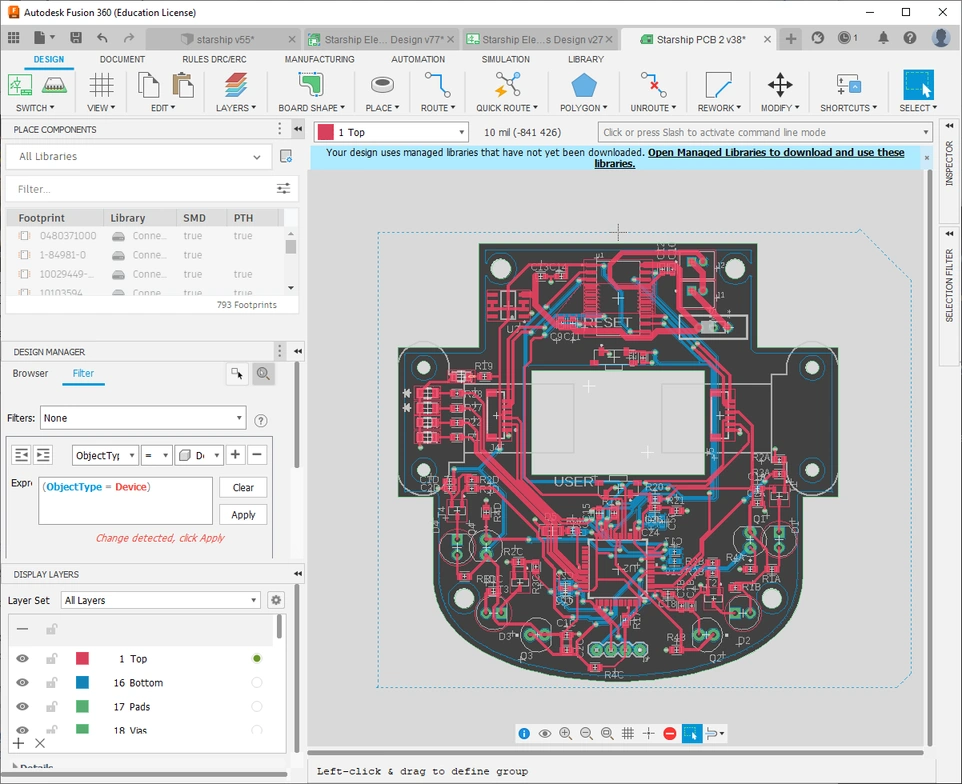 Autodesk Fusion 360 (Education License)
starship v55*
Starship Ele... Design v77*
Starship Ele...s Design v27
Starship PCB 2 v38*
1
DESIGN
DOCUMENT
RULES DRC/ERC
MANUFACTURING
AUTOMATION
SIMULATION
LIBRARY
SWITCH
VIEW
EDIT
LAYERS
BOARD SHAPE
PLACE
ROUTE
QUICK ROUTE
POLYGON
UNROUTE
REWORK
MODIFY
SHORTCUTS
SELECT
PLACE COMPONENTS
1 Top
10 mil (-841 426)
Click or press Slash to activate command line mode
All Libraries
Your design uses managed libraries that have not yet been downloaded. Open Managed Libraries to download and use these
libraries.
INSPECTOR
SELECTION FILTER
Filter...
Footprint Library SMD PTH
0480371000 Conne... true true
1-84981-0 Conne... true
10029449-... Conne... true true
10103594 Conne... true true
793 Footprints
DESIGN MANAGER
Browser
Filter
Filters: None
ObjectTy = D
Expr
(ObjectType = Device)
Clear
Apply
Change detected, click Apply
DISPLAY LAYERS
Layer Set All Layers
1 Top
16 Bottom
17 Pads
18 Vias
Details
RESET
USER
R19
R20
R21
Q1
D1
R4A
R1A
R1B
D2
Q2
R4B
R4C
Q3
D3
R2C
R4D
D4
Left-click & drag to define group